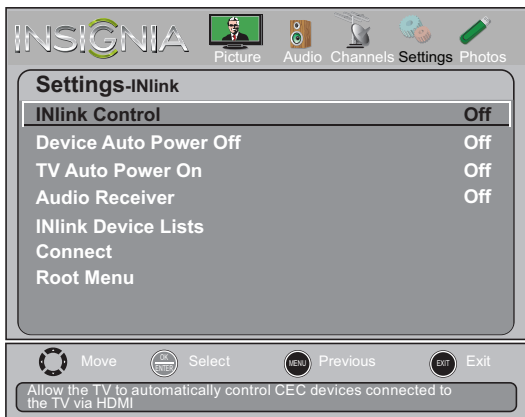 INSIGNIA
Picture Audio Channels Settings Photos
Settings-INlink
INlink Control Off
Device Auto Power Off Off
TV Auto Power On Off
Audio Receiver Off
INlink Device Lists
Connect
Root Menu
Move OK ENTER Select MENU Previous EXIT Exit
Allow the TV to automatically control CEC devices connected to
the TV via HDMI